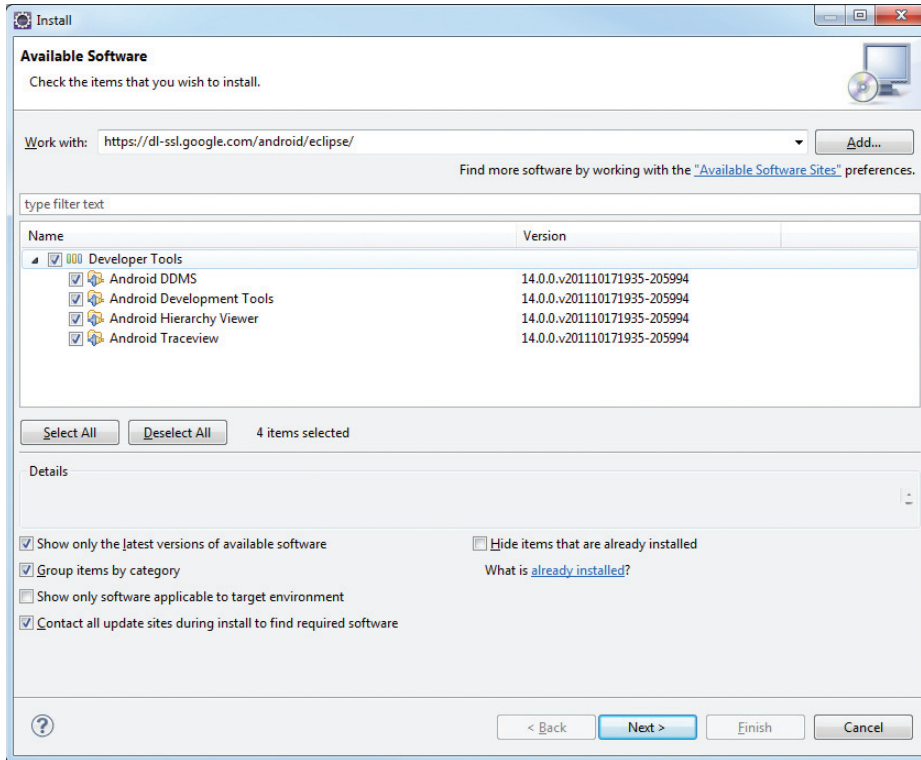 Install
Available Software
Check the items that you wish to install.
Work with: https://dl-ssl.google.com/android/eclipse/ Add...
Find more software by working with the "Available Software Sites" preferences.
type filter text
Name Version
Developer Tools
Android DDMS 14.0.0.v201110171935-205994
Android Development Tools 14.0.0.v201110171935-205994
Android Hierarchy Viewer 14.0.0.v201110171935-205994
Android Traceview 14.0.0.v201110171935-205994
Select All Deselect All 4 items selected
Details
Show only the latest versions of available software Hide items that are already installed
Group items by category What is already installed?
Show only software applicable to target environment
Contact all update sites during install to find required software
? < Back Next > Finish Cancel